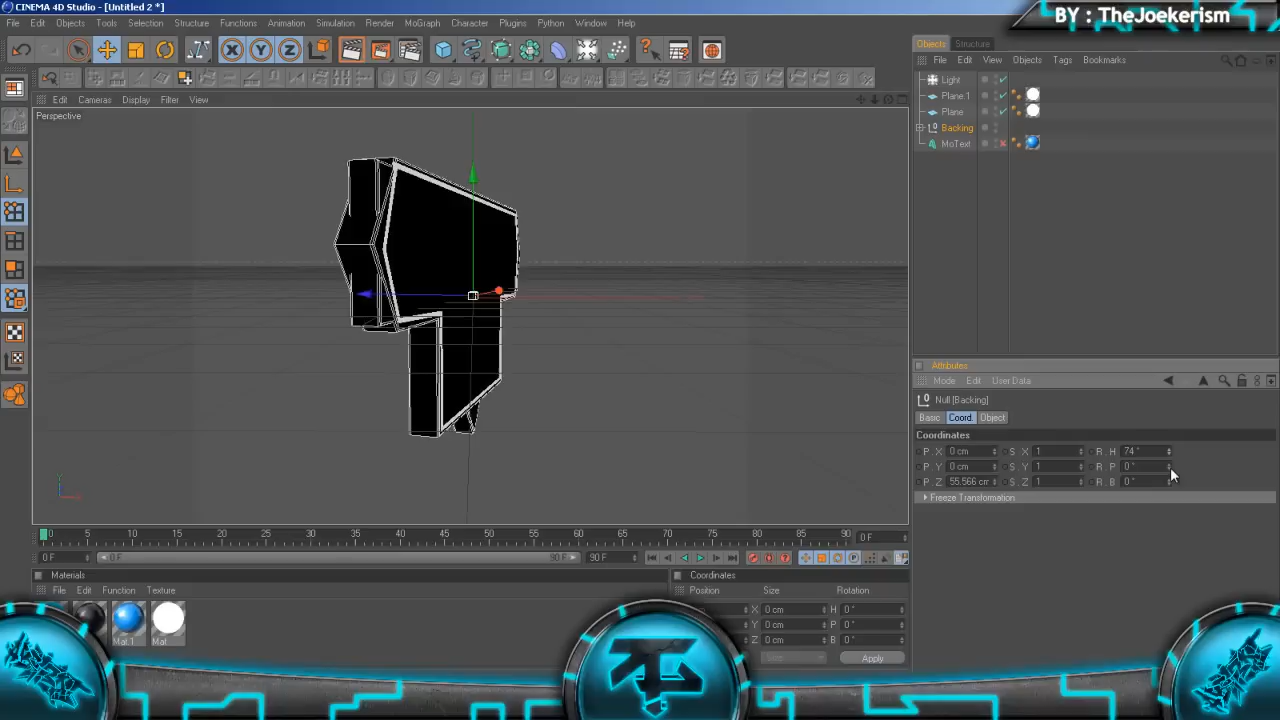 CINEMA 4D Studio - [Untitled 2 *]
BY : TheJoekerism
File Edit Objects Tools Selection Structure Functions Animation Simulation Render MoGraph Character Plugins Python Window Help
Edit Cameras Display Filter View
Perspective
Objects Structure
File Edit View Objects Tags Bookmarks
Light
Plane.1
Plane
Backing
MoText
Attributes
Mode Edit User Data
Null [Backing]
Basic Coord. Object
Coordinates
P . X 0 cm S . X 1 R . H 74 °
P . Y 0 cm S . Y 1 R . P 0 °
P . Z 55.566 cm S . Z 1 R . B 0 °
Freeze Transformation
0 5 10 15 20 25 30 35 40 45 50 55 60 65 70 75 80 85 90 0 F
0 F 0 F 90 F 90 F
Materials
File Edit Function Texture
Mat.1 Mat
Coordinates
Position Size Rotation
X 0 cm H 0 °
Y 0 cm P 0 °
Z 0 cm B 0 °
Size Apply